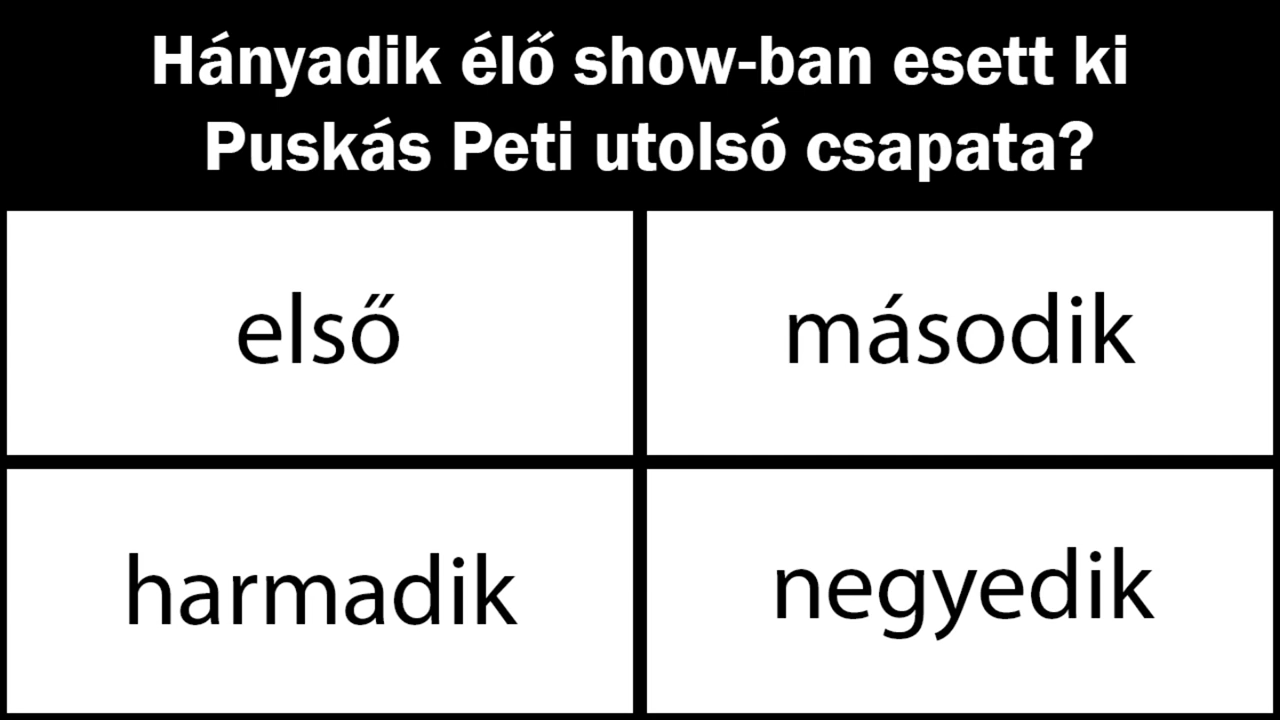 Hányadik élő show-ban esett ki
Puskás Peti utolsó csapata?
első
második
harmadik
negyedik